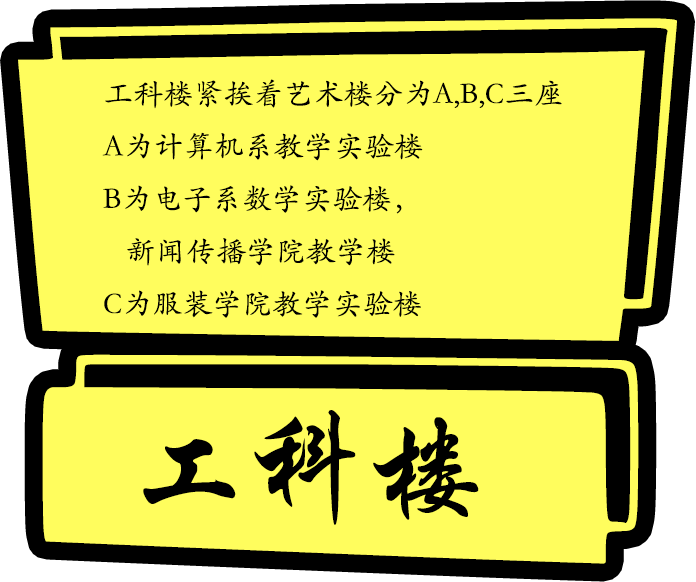 工科楼紧挨着艺术楼分为A,B,C三座
A为计算机系教学实验楼
B为电子系数学实验楼，
新闻传播学院教学楼
C为服装学院教学实验楼
工科楼